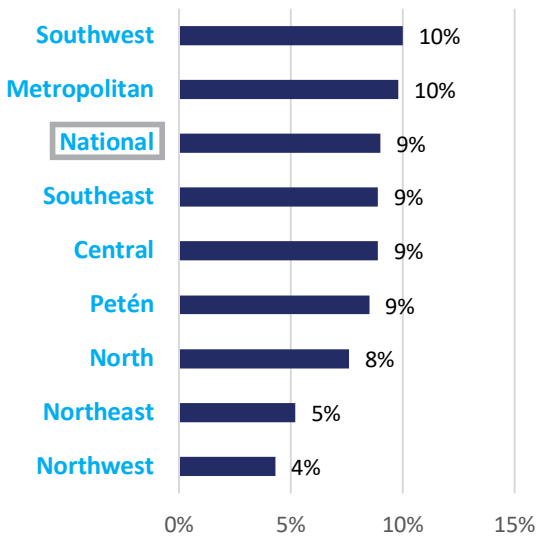 Southwest 10%
Metropolitan 10%
National 9%
Southeast 9%
Central 9%
Petén 9%
North 8%
Northeast 5%
Northwest 4%
0% 5% 10% 15%